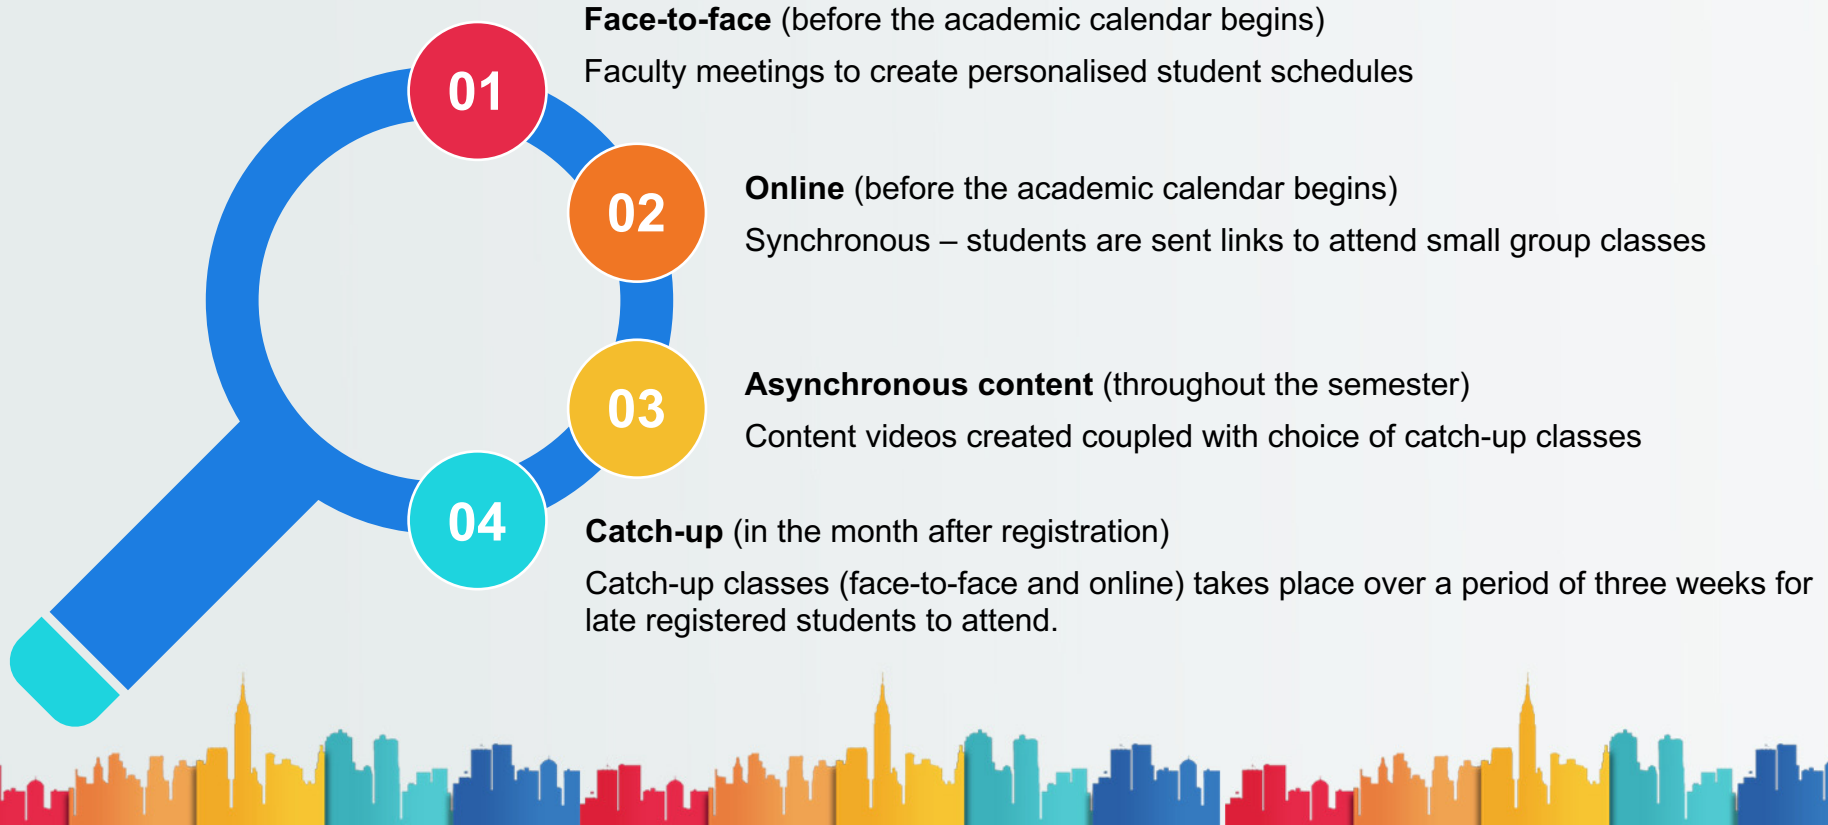 01
Face-to-face (before the academic calendar begins)
Faculty meetings to create personalised student schedules
02
Online (before the academic calendar begins)
Synchronous – students are sent links to attend small group classes
03
Asynchronous content (throughout the semester)
Content videos created coupled with choice of catch-up classes
04
Catch-up (in the month after registration)
Catch-up classes (face-to-face and online) takes place over a period of three weeks for
late registered students to attend.